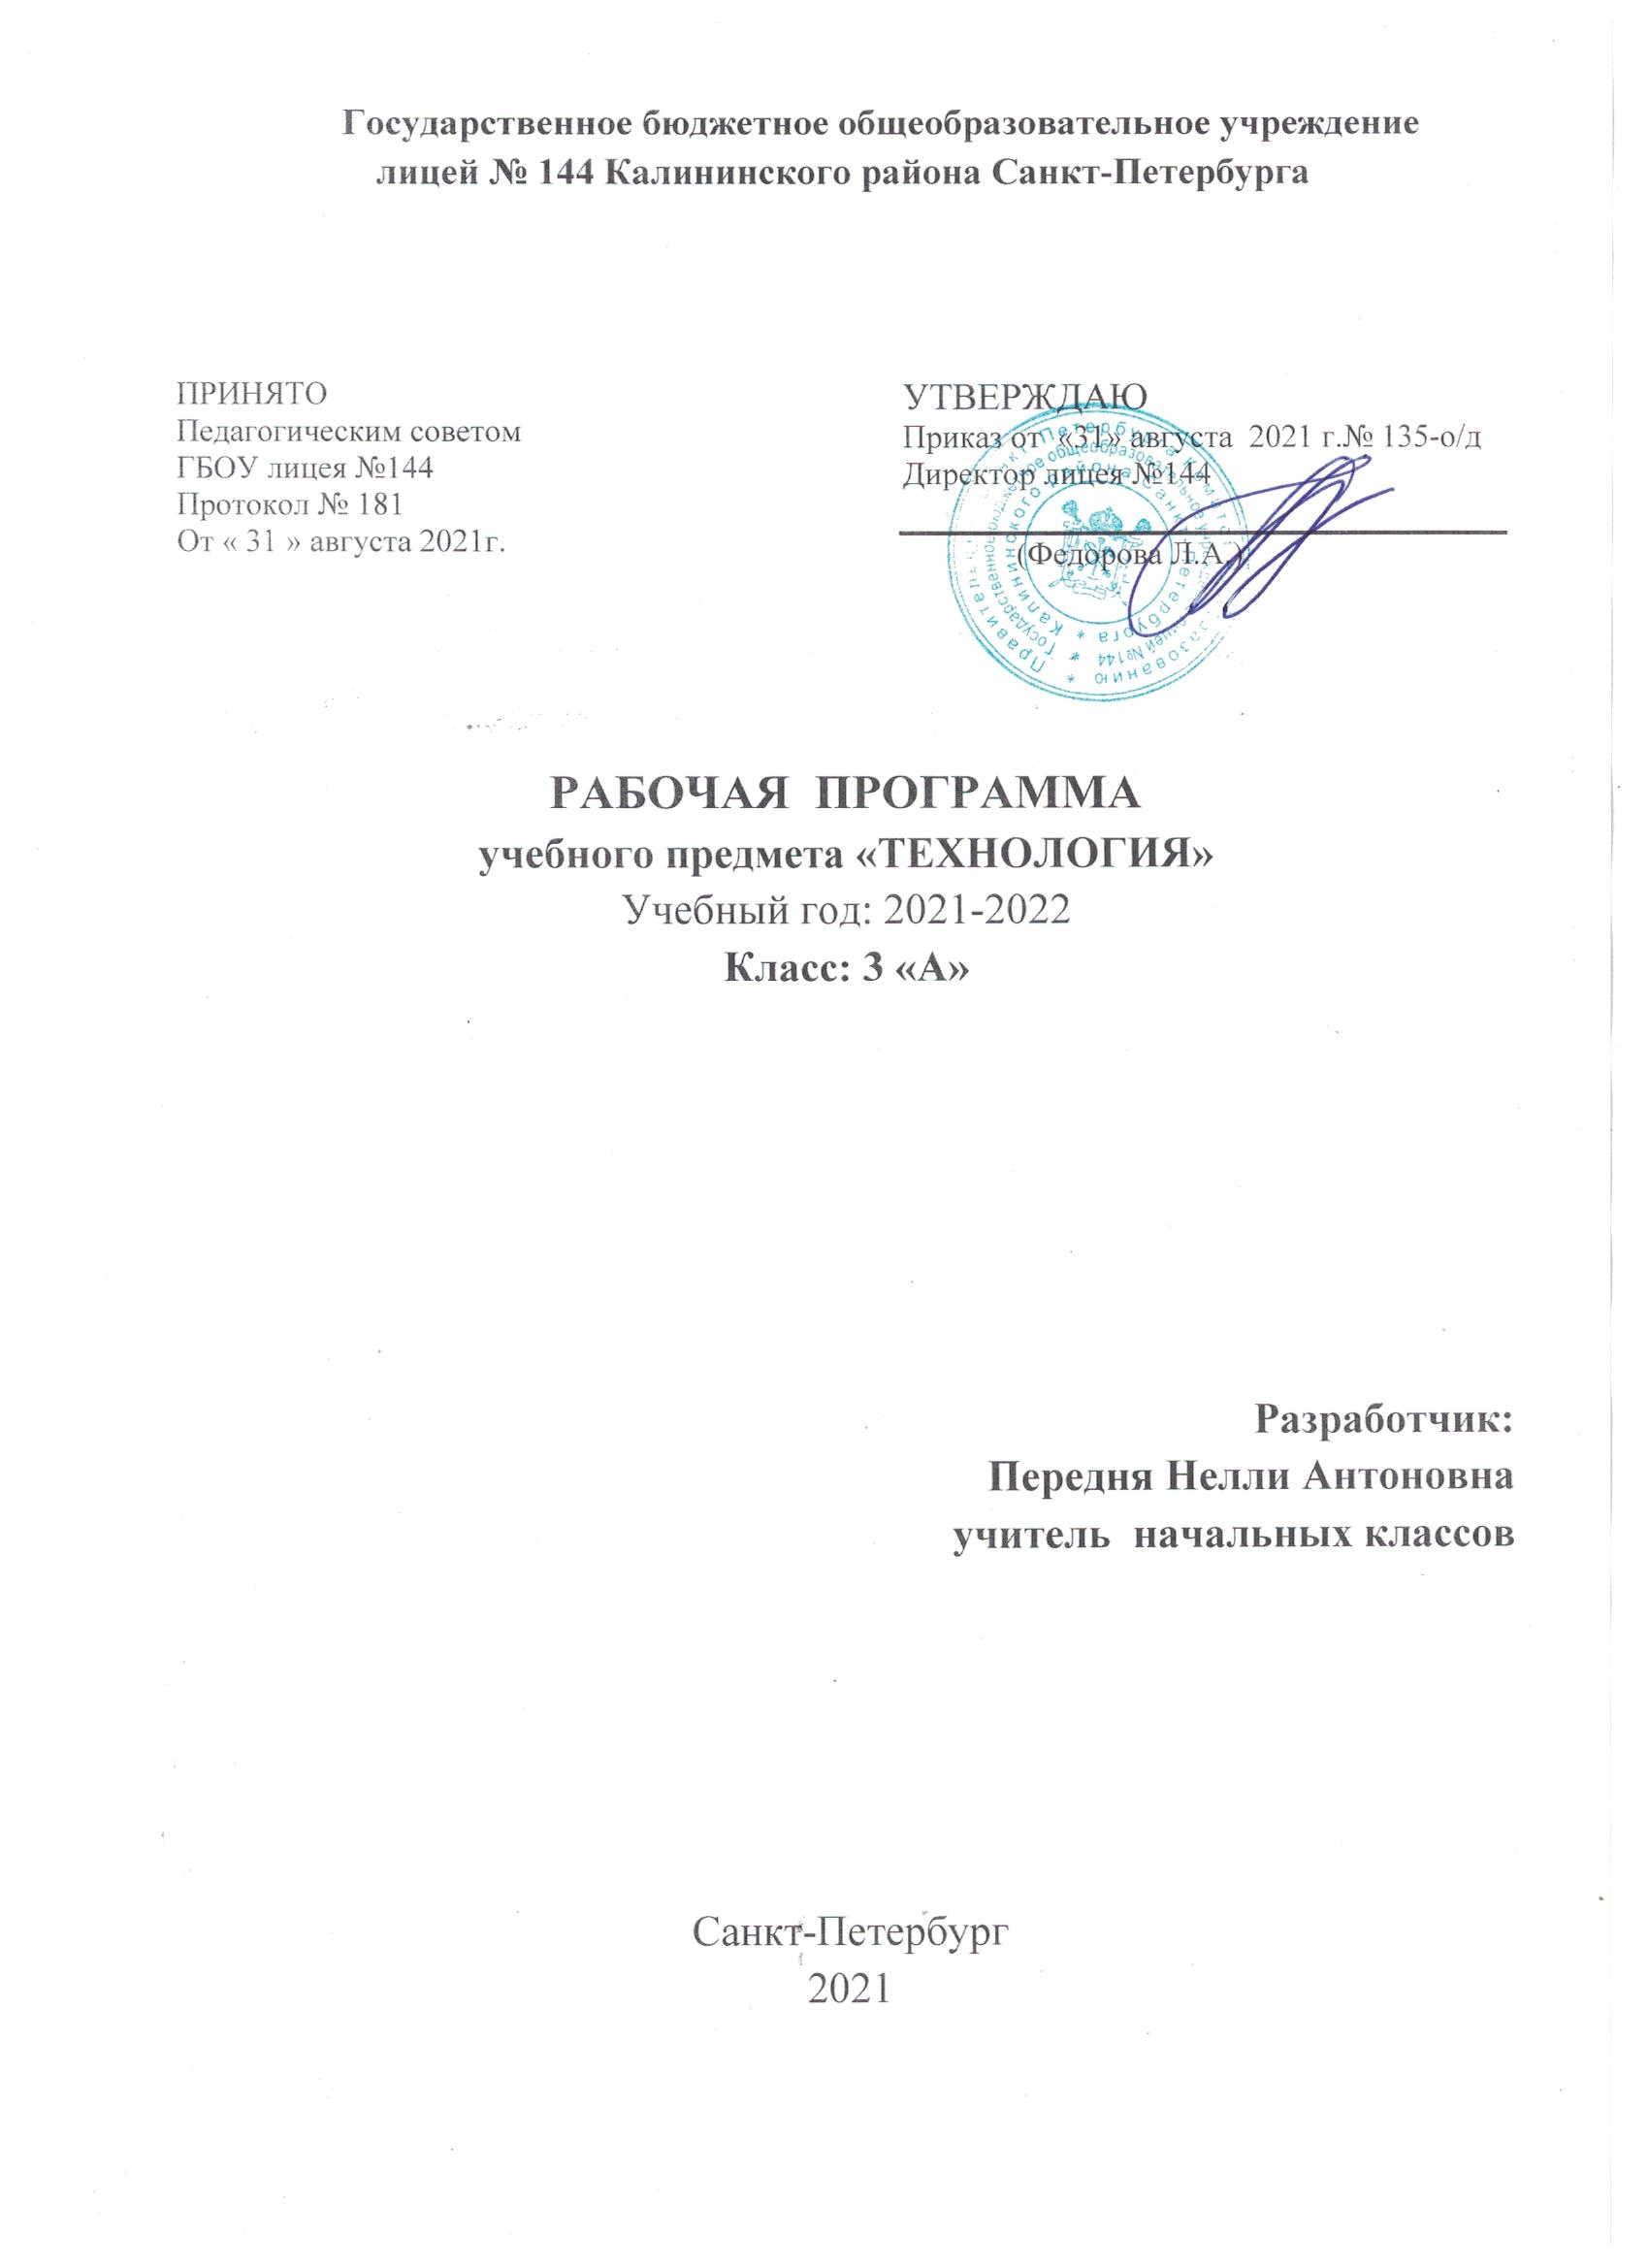 Государственное бюджетное общеобразовательное учреждение
лицей № 144 Калининского района Санкт-Петербурга
ПРИНЯТО
Педагогическим советом
ГБОУ лицея №144
Протокол № 181
От « 31 » августа 2021г.
УТВЕРЖДАЮ
Приказ от «31» августа 2021 г.№ 135-о/д
Директор лицея №144
(Федорова Л.А.)
РАБОЧАЯ ПРОГРАММА
учебного предмета «ТЕХНОЛОГИЯ»
Учебный год: 2021-2022
Класс: 3 «А»
Разработчик:
Передня Нелли Антоновна
учитель начальных классов
Санкт-Петербург
2021